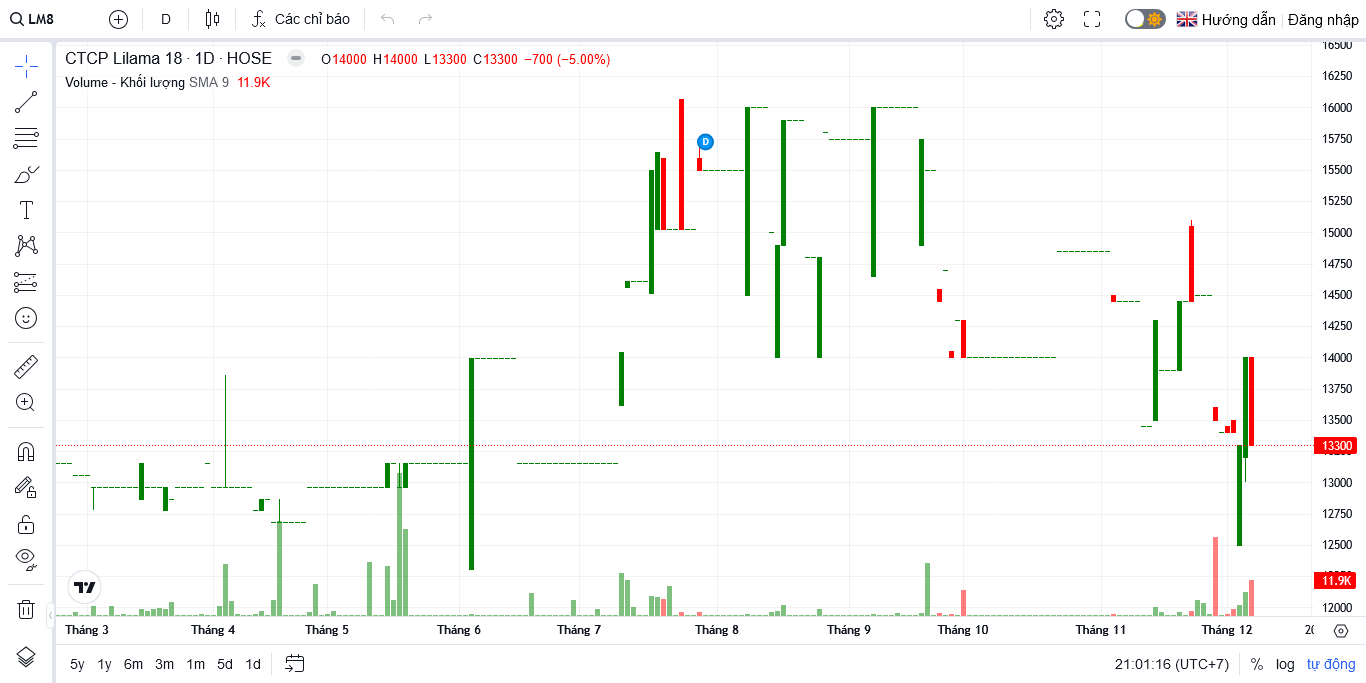 LM8 D Các chỉ báo Hướng dẫn Đăng nhập
CTCP Lilama 18 · 1D · HOSE O14000 H14000 L13300 C13300 −700 (−5.00%)
Volume - Khối lượng SMA 9 11.9K
D
16500
16250
16000
15750
15500
15250
15000
14750
14500
14250
14000
13750
13500
13300
13000
12750
12500
11.9K
12000
Tháng 3 Tháng 4 Tháng 5 Tháng 6 Tháng 7 Tháng 8 Tháng 9 Tháng 10 Tháng 11 Tháng 12
5y 1y 6m 3m 1m 5d 1d 21:01:16 (UTC+7) % log tự động